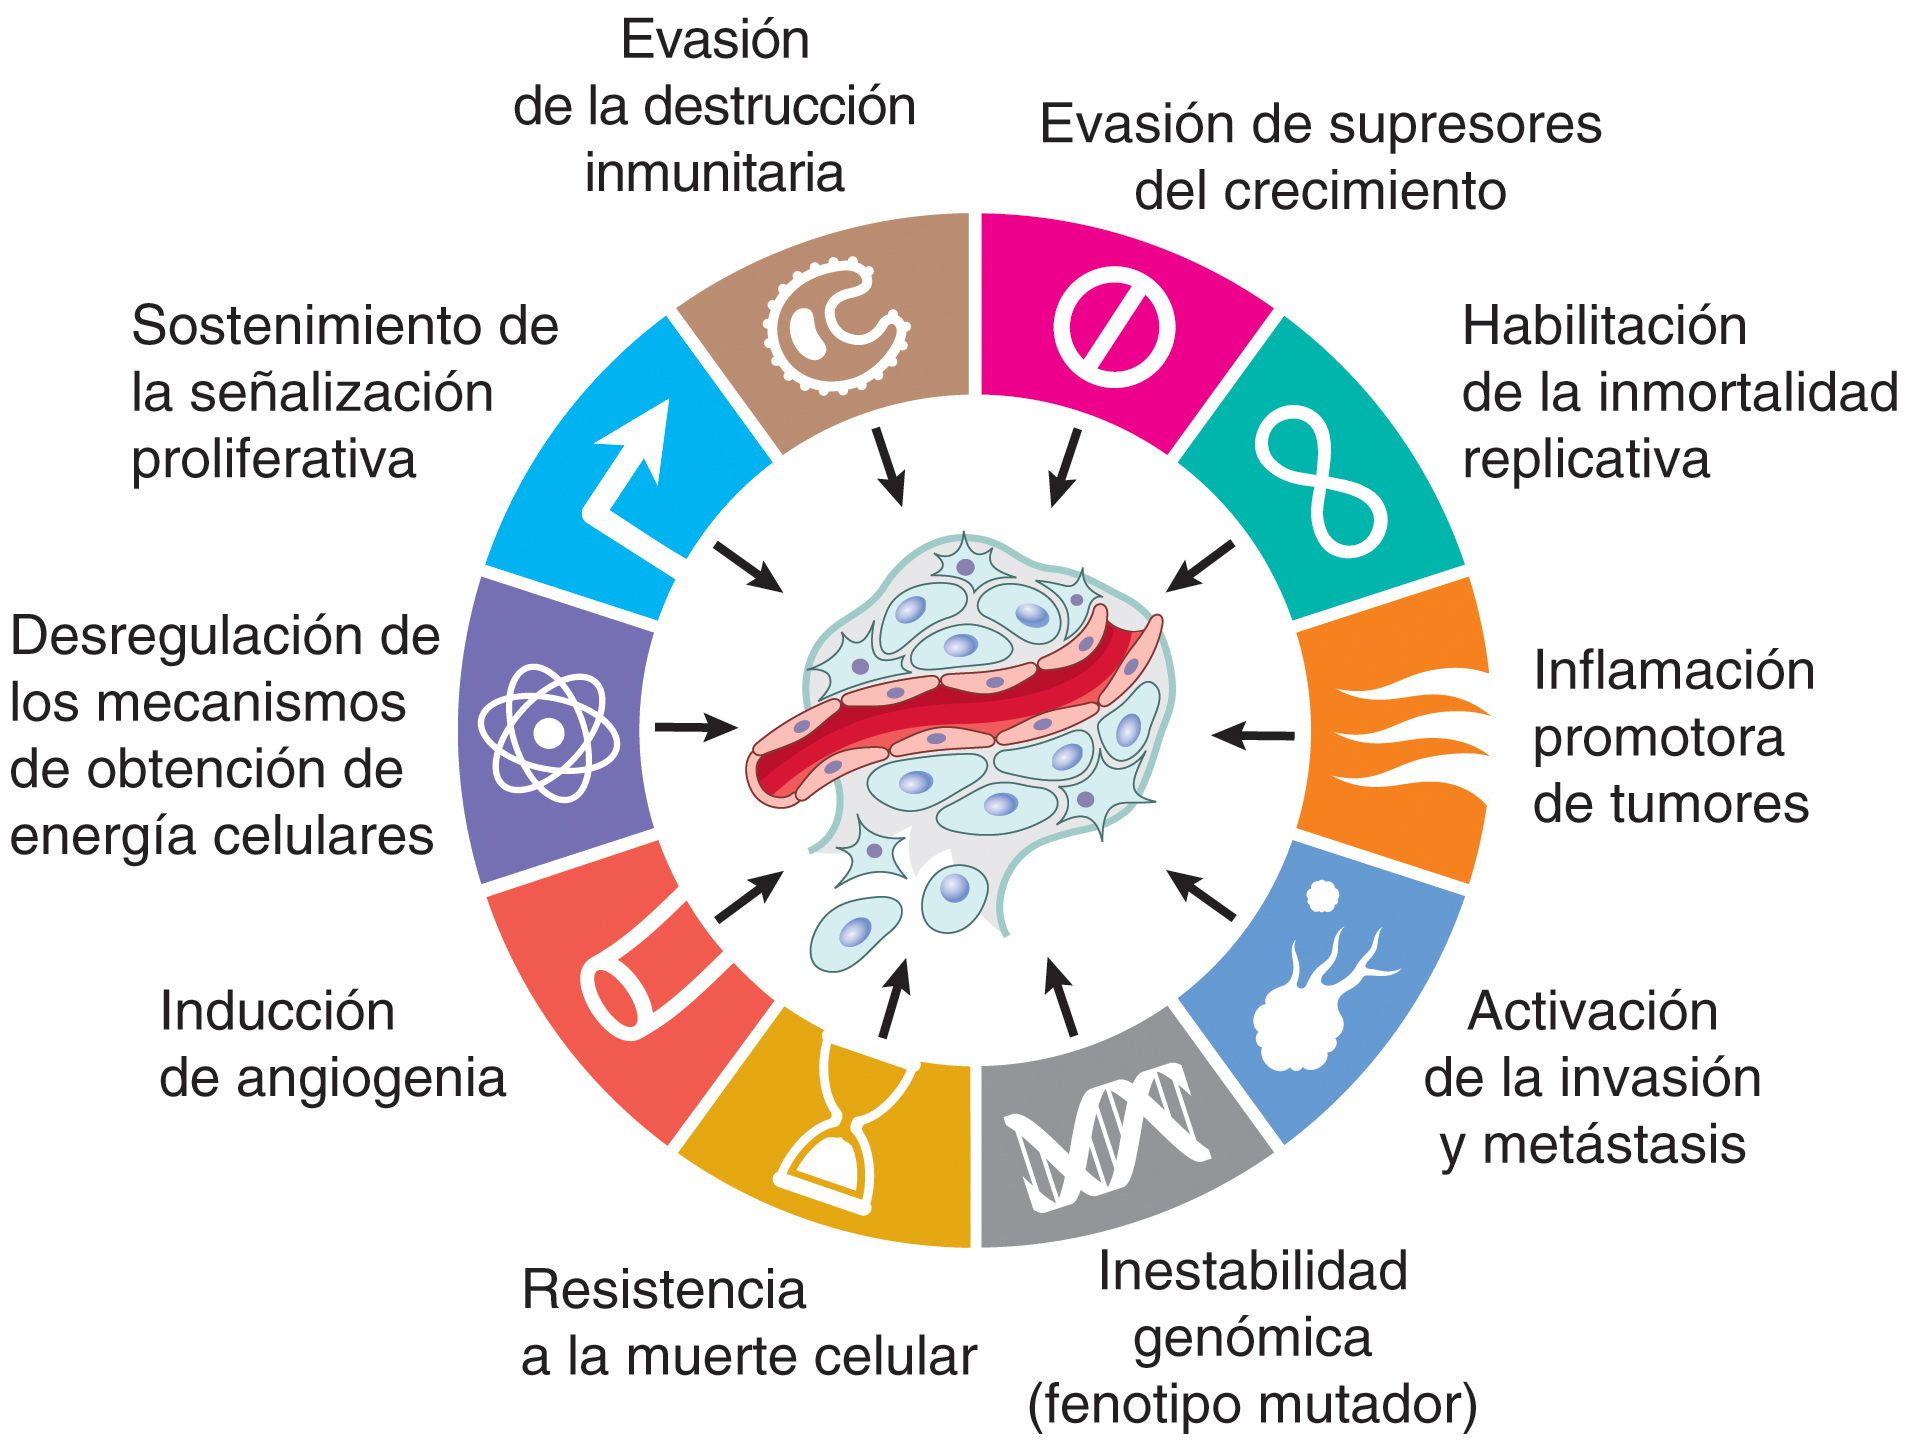 Evasión
de la destrucción
inmunitaria
Evasión de supresores
del crecimiento
Habilitación
de la inmortalidad
replicativa
Inflamación
promotora
de tumores
Activación
de la invasión
y metástasis
Inestabilidad
genómica
(fenotipo mutador)
Resistencia
a la muerte celular
Inducción
de angiogenia
Desregulación de
los mecanismos
de obtención de
energía celulares
Sostenimiento de
la señalización
proliferativa